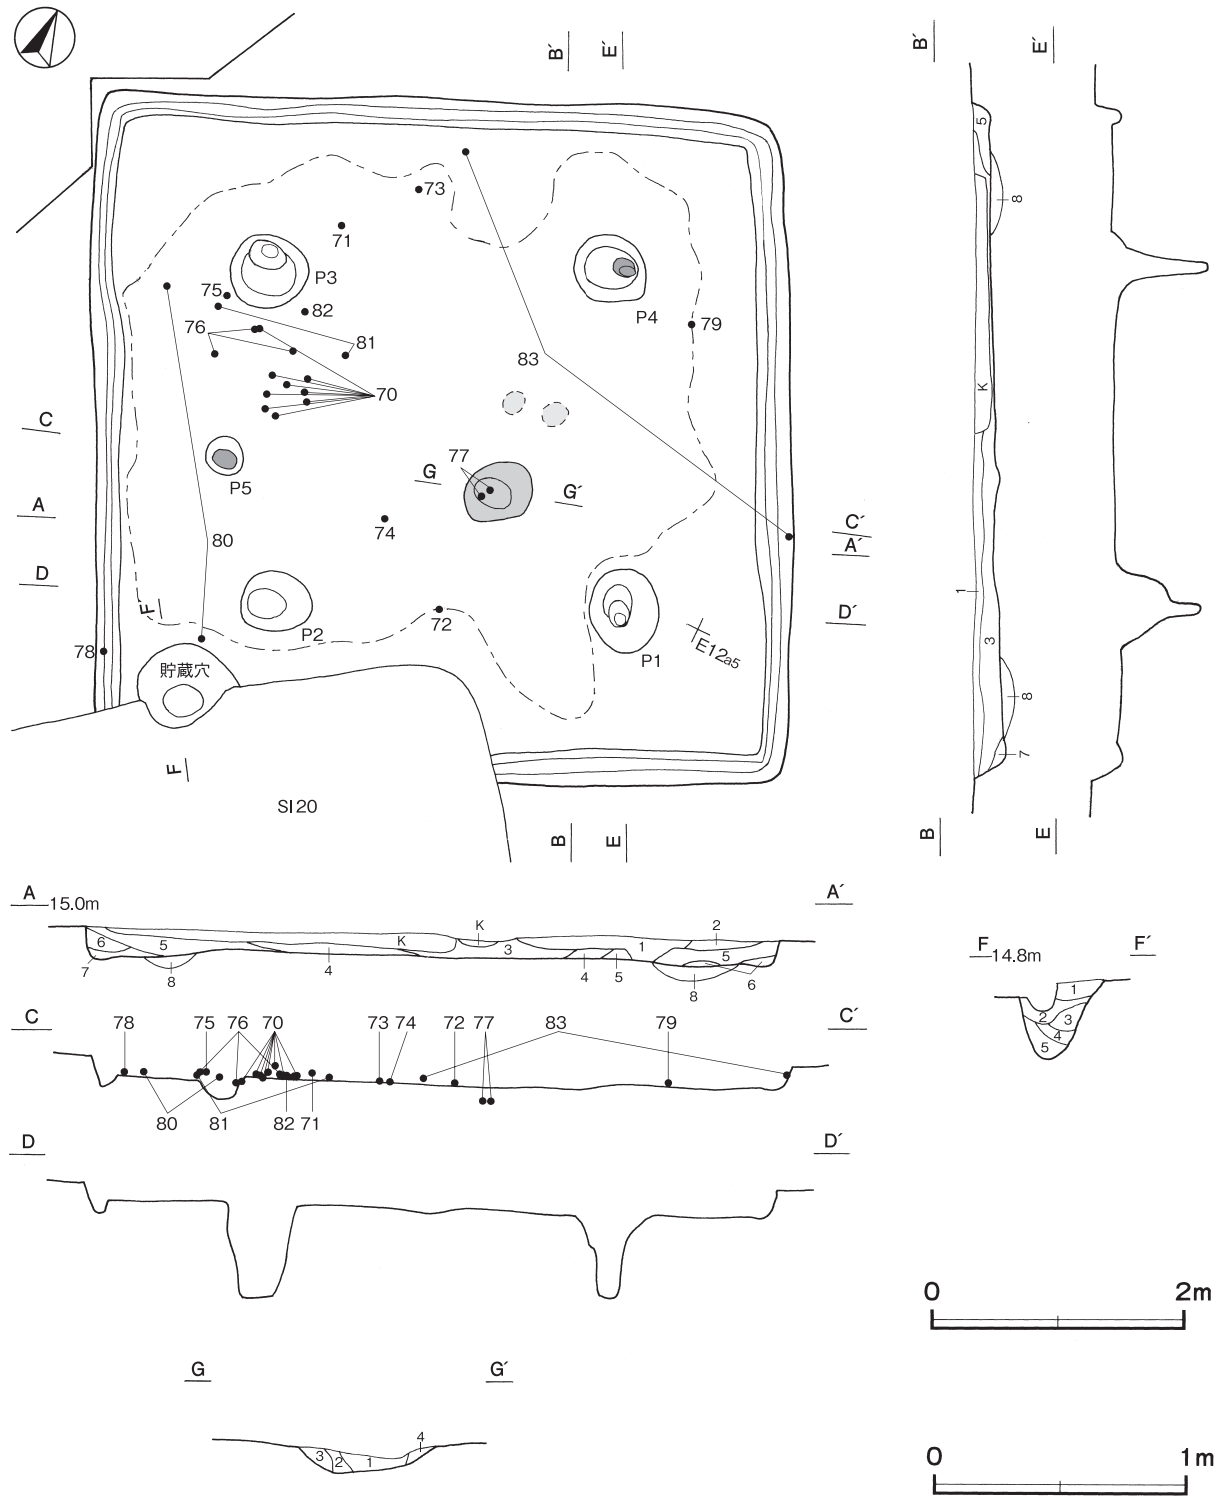 B´ E´
B´ E´
73
71
P3
75
82
76
81
P4
79
83
70
C
77
G
G´
P5
A
74
80
C´
A´
D
F
D´
72
P2
78
P1
E12a5
貯蔵穴
F
SI20
B E
5
8
K
1
3
8
7
B E
A 15.0m A´
6 5 K K 3 1 2 5
7 8 4 4 5 8 6
F 14.8m F´
1
2 3
4
5
C C´
78 75 76 70 73 74 72 77 83 79
80 81 82 71
D D´
0 2m
G G´
3 2 1 4
0 1m